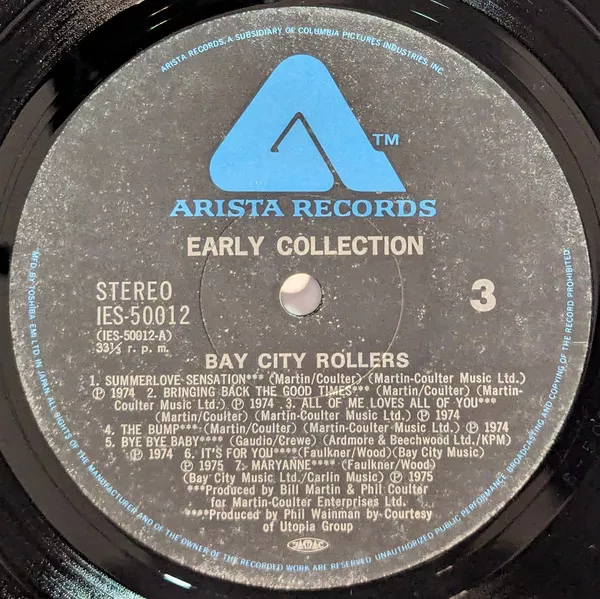 ARISTA RECORDS, A SUBSIDIARY OF COLUMBIA PICTURES INDUSTRIES, INC.
TM
ARISTA RECORDS
EARLY COLLECTION
STEREO
IES-50012
(IES-50012-A)
33⅓ r. p. m.
3
BAY CITY ROLLERS
1. SUMMERLOVE SENSATION*** (Martin/Coulter) (Martin-Coulter Music Ltd.)
Ⓟ 1974 2. BRINGING BACK THE GOOD TIMES*** (Martin/Coulter) (Martin-
Coulter Music Ltd.) Ⓟ 1974 3. ALL OF ME LOVES ALL OF YOU***
(Martin/Coulter) (Martin-Coulter Music Ltd.) Ⓟ 1974
4. THE BUMP*** (Martin/Coulter) (Martin-Coulter Music Ltd.) Ⓟ 1974
5. BYE BYE BABY**** (Gaudio/Crewe) (Ardmore & Beechwood Ltd./KPM)
Ⓟ 1974 6. IT'S FOR YOU**** (Faulkner/Wood) (Bay City Music)
Ⓟ 1975 7. MARYANNE**** (Faulkner/Wood)
(Bay City Music Ltd./Carlin Music) Ⓟ 1975
***Produced by Bill Martin & Phil Coulter
for Martin-Coulter Enterprises Ltd.
****Produced by Phil Wainman by Courtesy
of Utopia Group
MFD. BY TOSHIBA EMI LTD. IN JAPAN. ALL RIGHTS OF THE MANUFACTURER AND OF THE OWNER OF THE RECORDED WORK ARE RESERVED. UNAUTHORIZED PUBLIC PERFORMANCE, BROADCASTING AND COPYING OF THIS RECORD PROHIBITED.